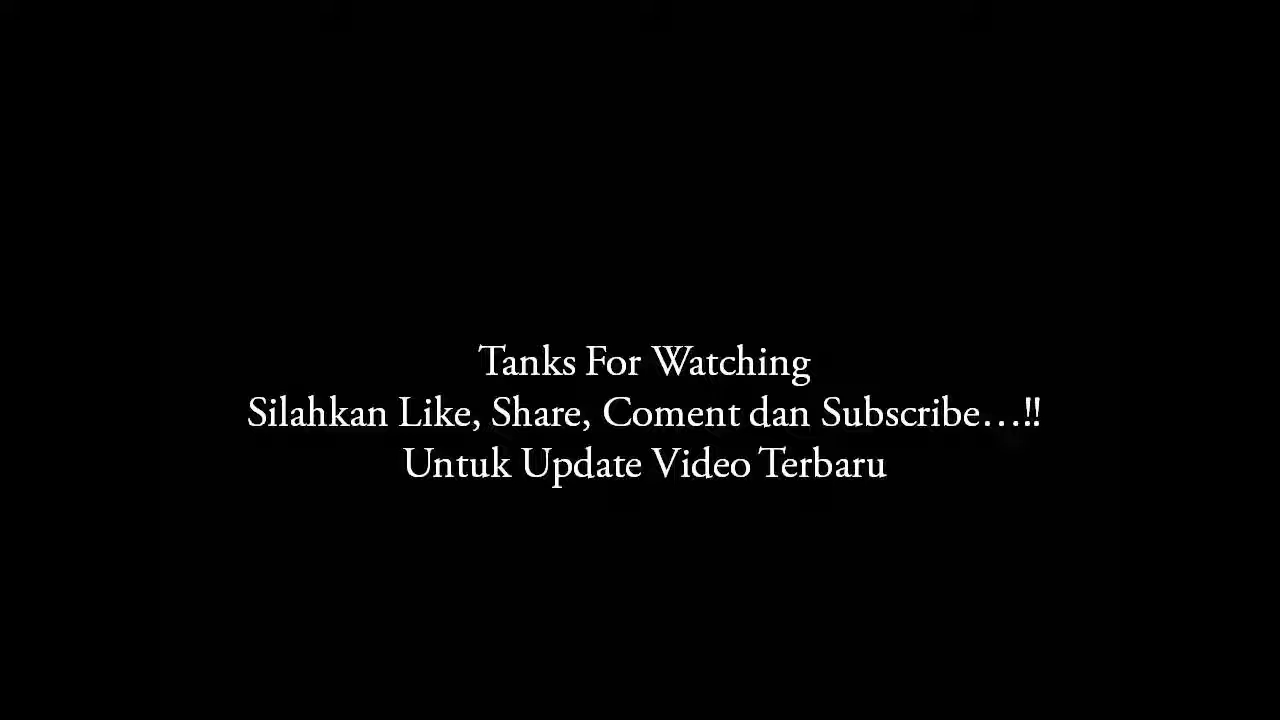 Tanks For Watching
Silahkan Like, Share, Coment dan Subscribe...!!
Untuk Update Video Terbaru